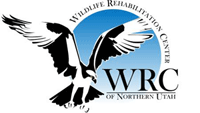 WILDLIFE REHABILITATION CENTER
WRC
OF NORTHERN UTAH